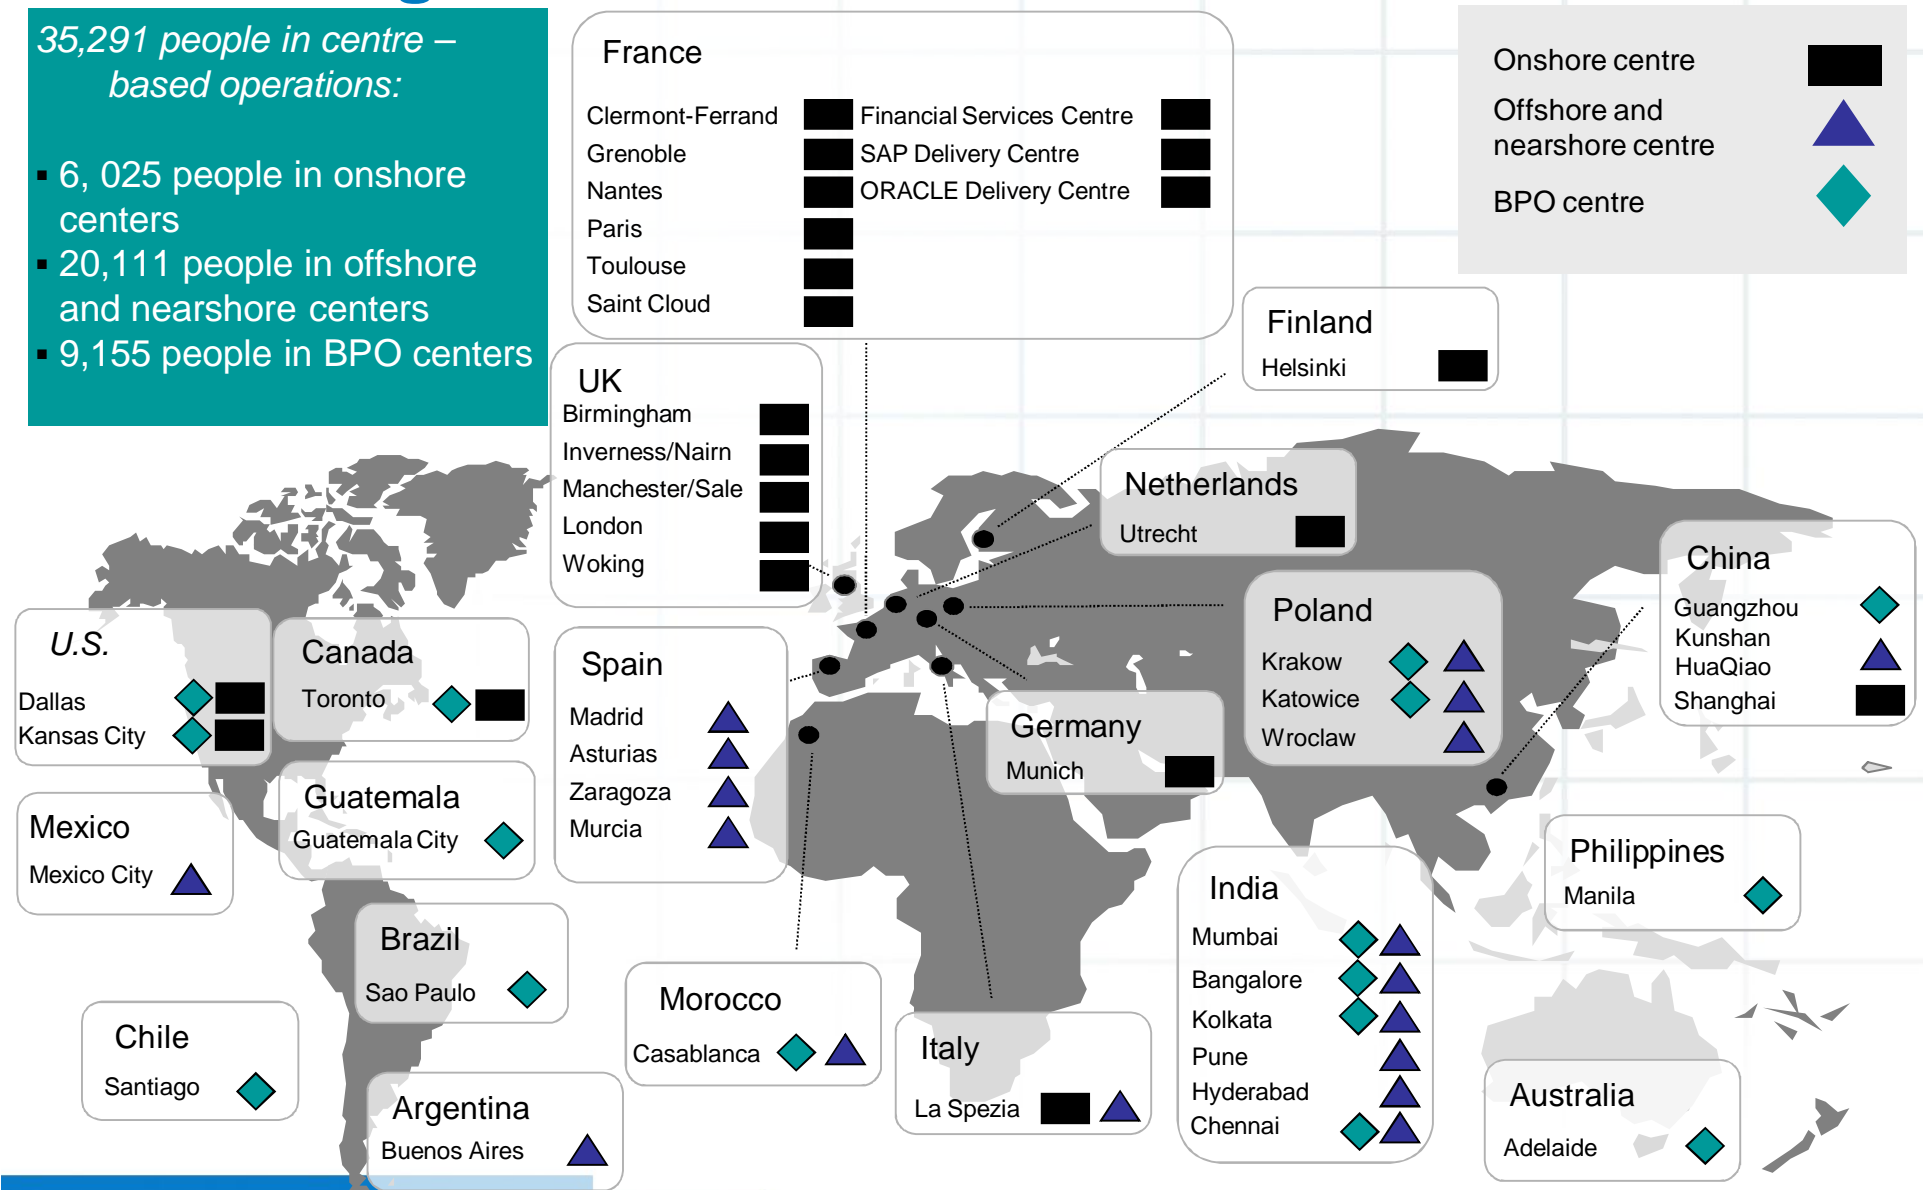 35,291 people in centre –
based operations:
▪ 6, 025 people in onshore
centers
▪ 20,111 people in offshore
and nearshore centers
▪ 9,155 people in BPO centers
France
Clermont-Ferrand
Grenoble
Nantes
Paris
Toulouse
Saint Cloud
Financial Services Centre
SAP Delivery Centre
ORACLE Delivery Centre
Onshore centre
Offshore and
nearshore centre
BPO centre
Finland
Helsinki
UK
Birmingham
Inverness/Nairn
Manchester/Sale
London
Woking
Netherlands
Utrecht
China
Guangzhou
Kunshan
HuaQiao
Shanghai
Poland
Krakow
Katowice
Wroclaw
U.S.
Dallas
Kansas City
Canada
Toronto
Spain
Madrid
Asturias
Zaragoza
Murcia
Germany
Munich
Mexico
Mexico City
Guatemala
Guatemala City
Philippines
Manila
India
Mumbai
Bangalore
Kolkata
Pune
Hyderabad
Chennai
Brazil
Sao Paulo
Morocco
Casablanca
Italy
La Spezia
Chile
Santiago
Argentina
Buenos Aires
Australia
Adelaide